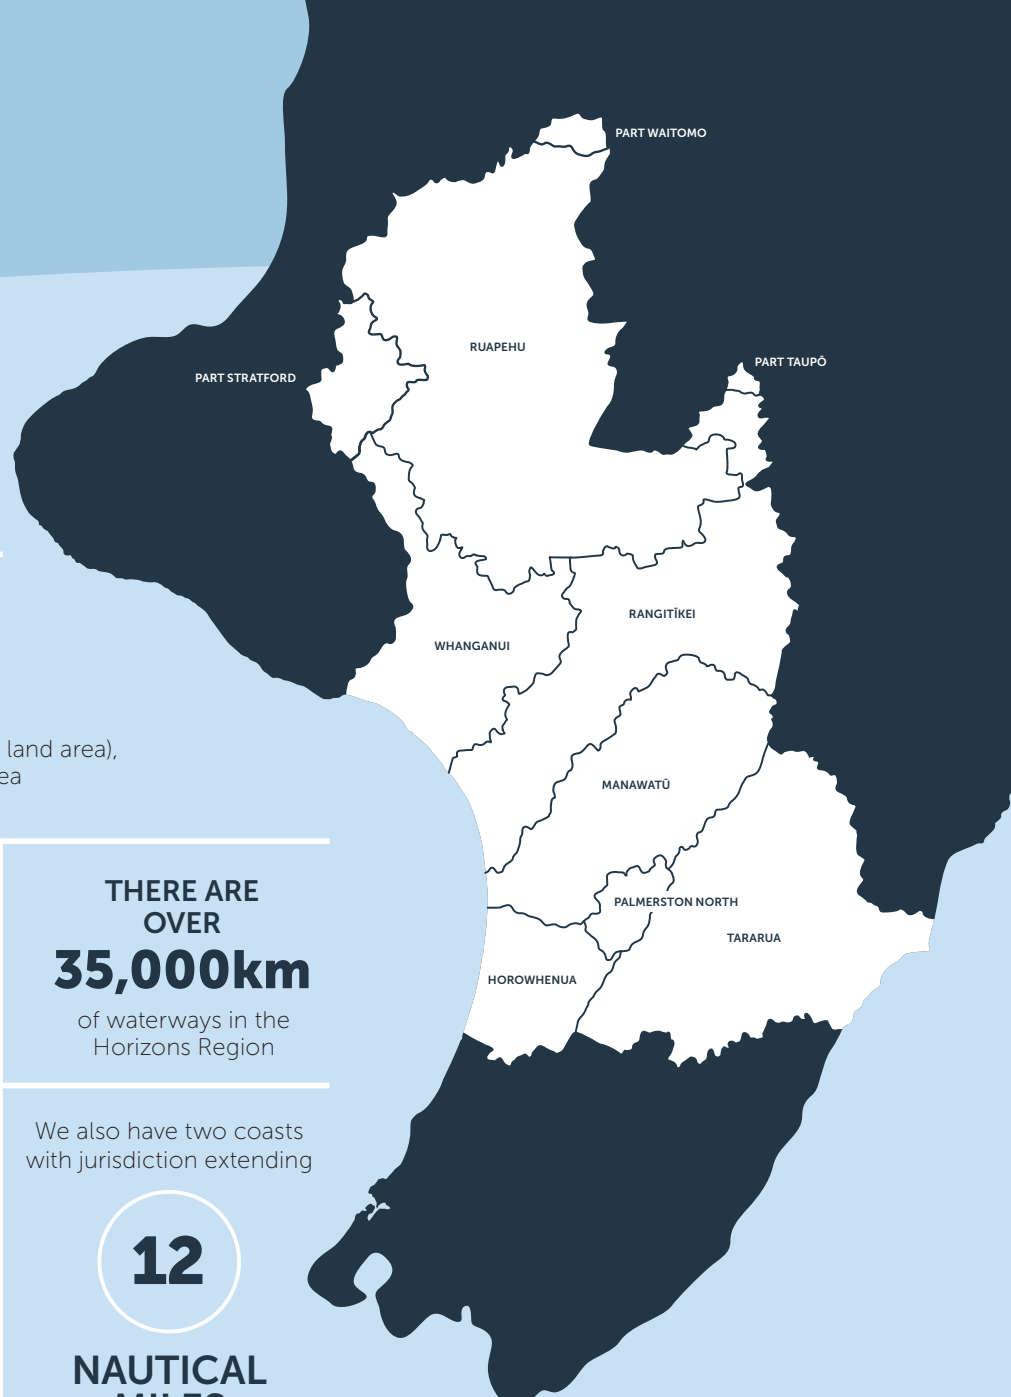 PART WAITOMO
RUAPEHU
PART TAUPŌ
PART STRATFORD
RANGITĪKEI
WHANGANUI
land area),
ea
MANAWATŪ
THERE ARE
OVER
35,000km
of waterways in the
Horizons Region
PALMERSTON NORTH
TARARUA
HOROWHENUA
We also have two coasts
with jurisdiction extending
12
NAUTICAL
MILES